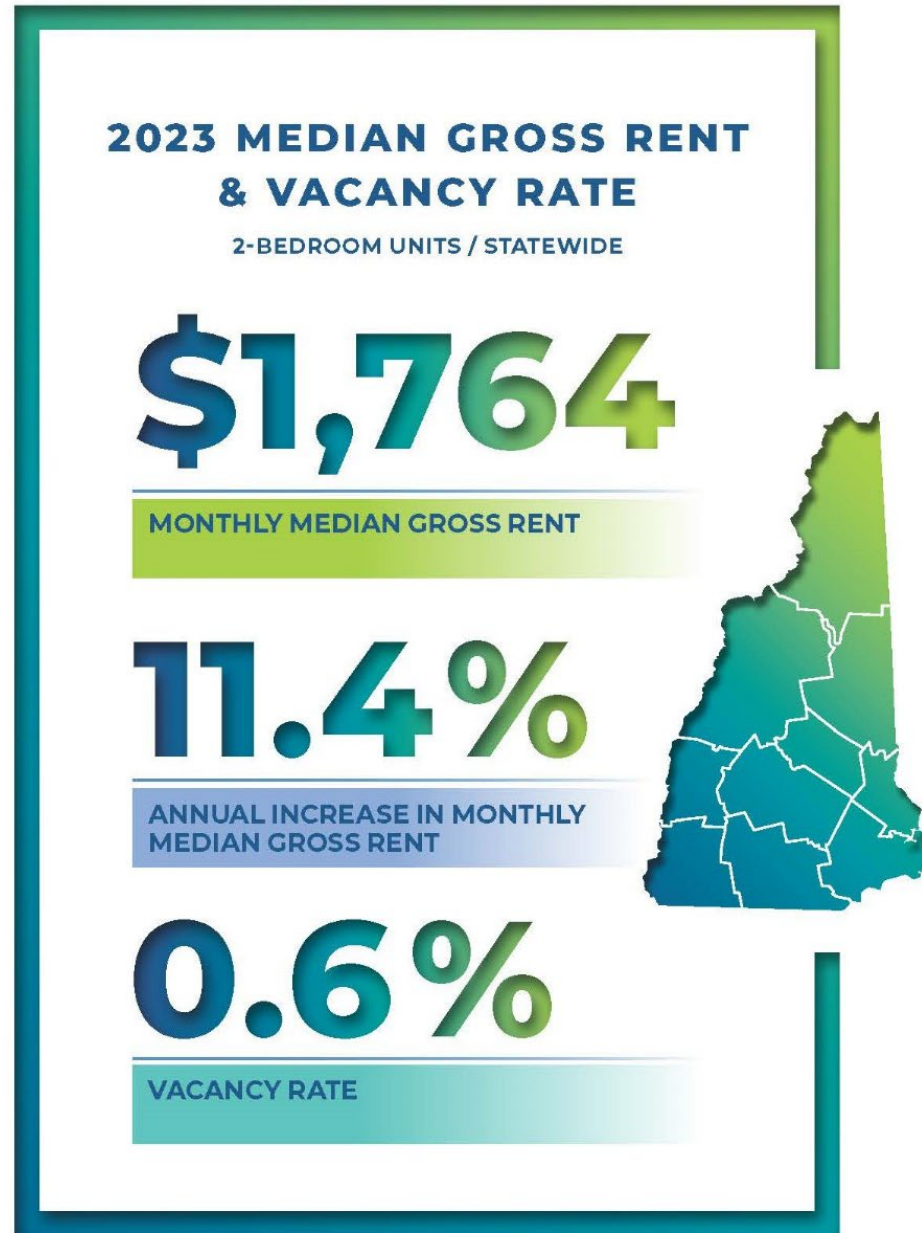 2023 MEDIAN GROSS RENT
& VACANCY RATE
2-BEDROOM UNITS / STATEWIDE
$1,764
MONTHLY MEDIAN GROSS RENT
11.4%
ANNUAL INCREASE IN MONTHLY
MEDIAN GROSS RENT
0.6%
VACANCY RATE